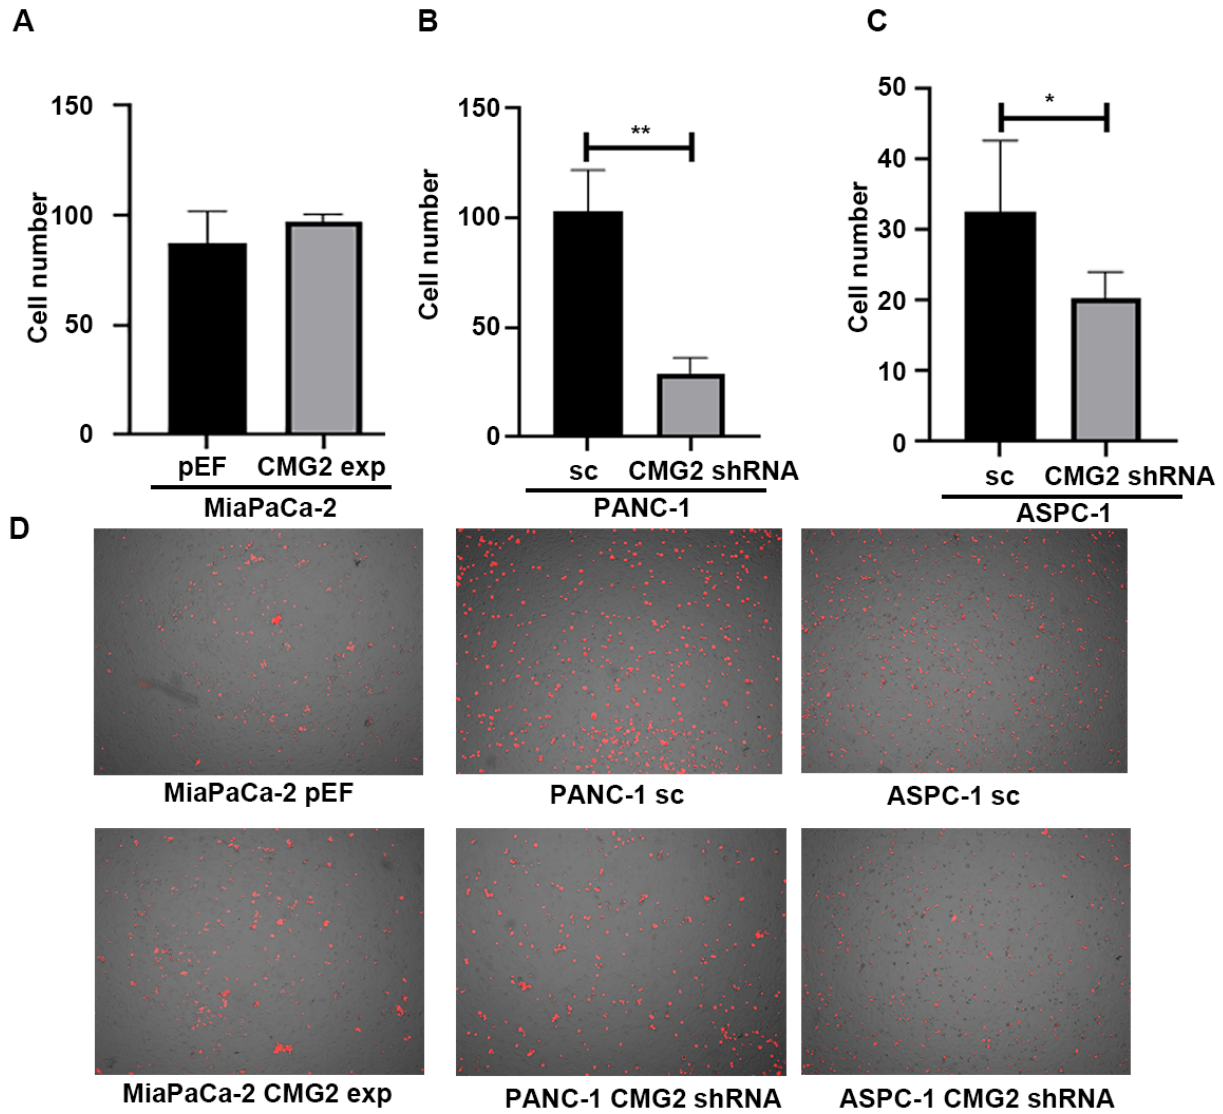 A
B
C
150
100
50
0
Cell number
pEF CMG2 exp
MiaPaCa-2
150
100
50
0
Cell number
**
sc CMG2 shRNA
PANC-1
50
40
30
20
10
0
Cell number
*
sc CMG2 shRNA
ASPC-1
D
MiaPaCa-2 pEF
PANC-1 sc
ASPC-1 sc
MiaPaCa-2 CMG2 exp
PANC-1 CMG2 shRNA
ASPC-1 CMG2 shRNA